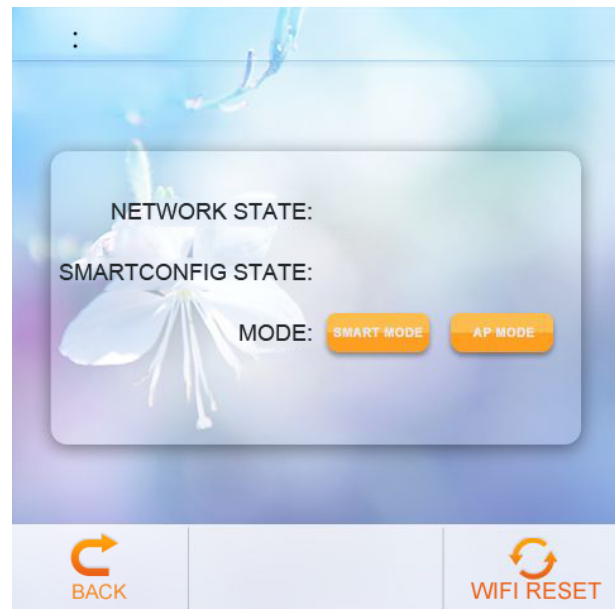 :
NETWORK STATE:
SMARTCONFIG STATE:
MODE: SMART MODE AP MODE
BACK WIFI RESET